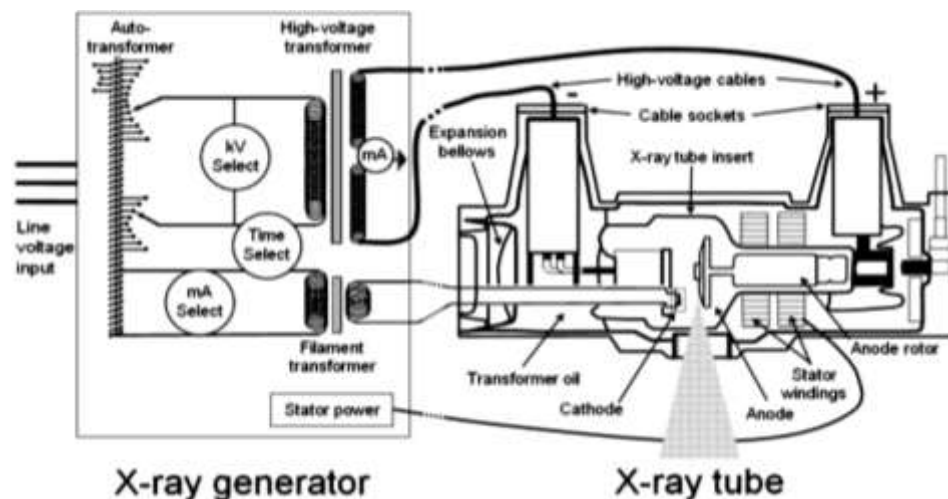 Auto-
transformer
High-voltage
transformer
High-voltage cables
-
+
Cable sockets
Expansion
bellows
X-ray tube insert
kV
Select
mA
Line
voltage
input
Time
Select
mA
Select
Filament
transformer
Transformer oil
Cathode
Anode
Stator
windings
Anode rotor
Stator power
X-ray generator
X-ray tube